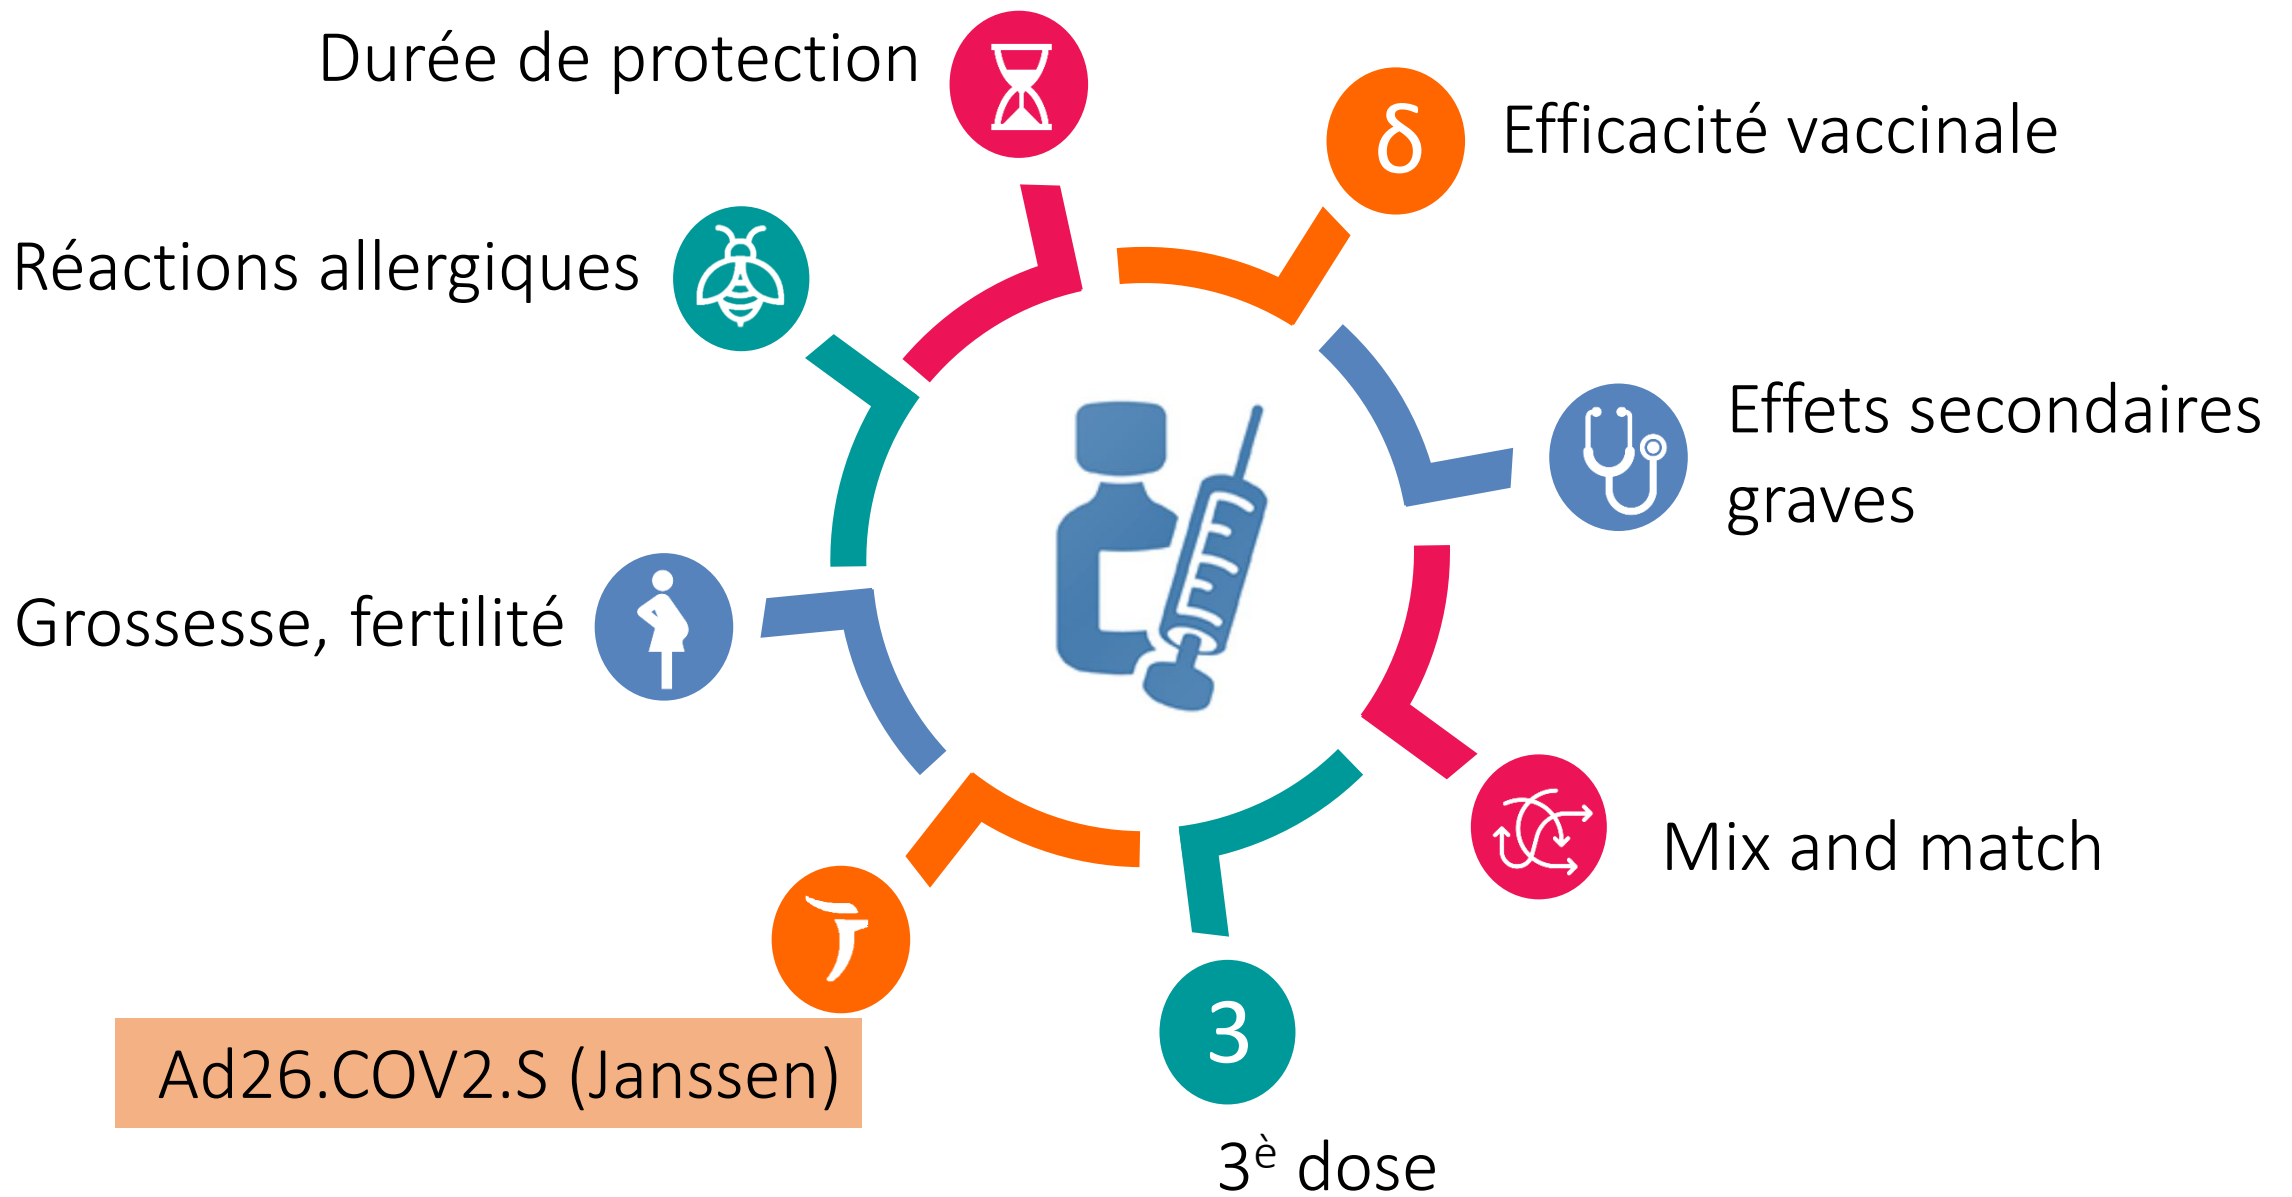 Durée de protection
δ
Efficacité vaccinale
Réactions allergiques
Effets secondaires
graves
Grossesse, fertilité
Mix and match
Ad26.COV2.S (Janssen)
3
3è dose